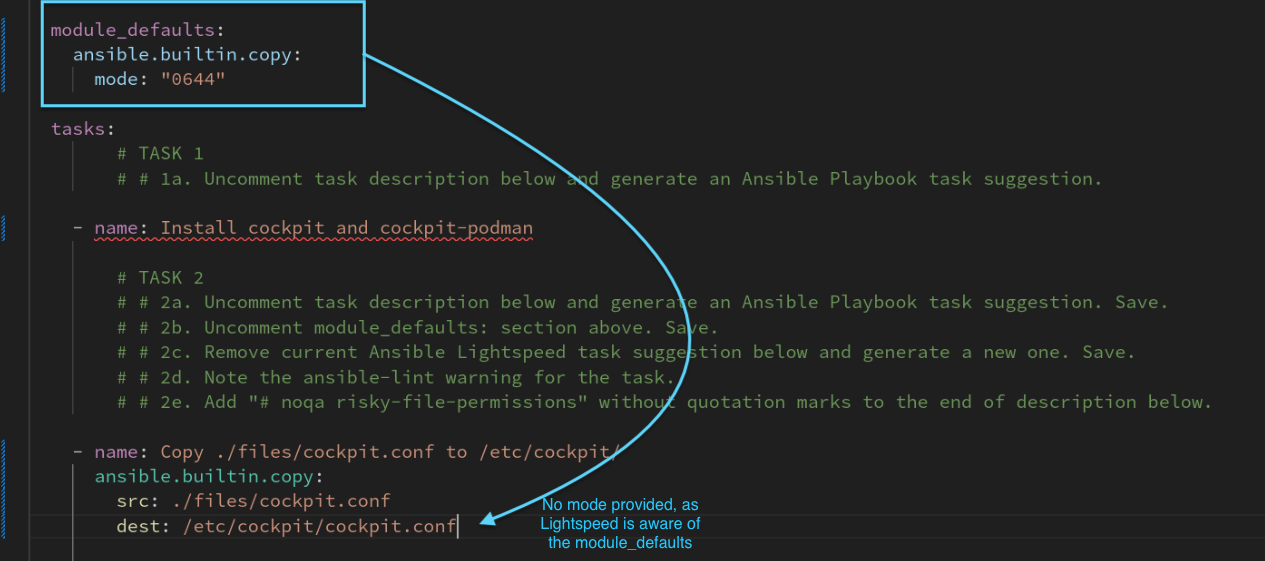 module_defaults:
ansible.builtin.copy:
mode: "0644"
tasks:
# TASK 1
# # 1a. Uncomment task description below and generate an Ansible Playbook task suggestion.
- name: Install cockpit and cockpit-podman
# TASK 2
# # 2a. Uncomment task description below and generate an Ansible Playbook task suggestion. Save.
# # 2b. Uncomment module_defaults: section above. Save.
# # 2c. Remove current Ansible Lightspeed task suggestion below and generate a new one. Save.
# # 2d. Note the ansible-lint warning for the task.
# # 2e. Add "# noqa risky-file-permissions" without quotation marks to the end of description below.
- name: Copy ./files/cockpit.conf to /etc/cockpit/
ansible.builtin.copy:
src: ./files/cockpit.conf
dest: /etc/cockpit/cockpit.conf
No mode provided, as
Lightspeed is aware of
the module_defaults